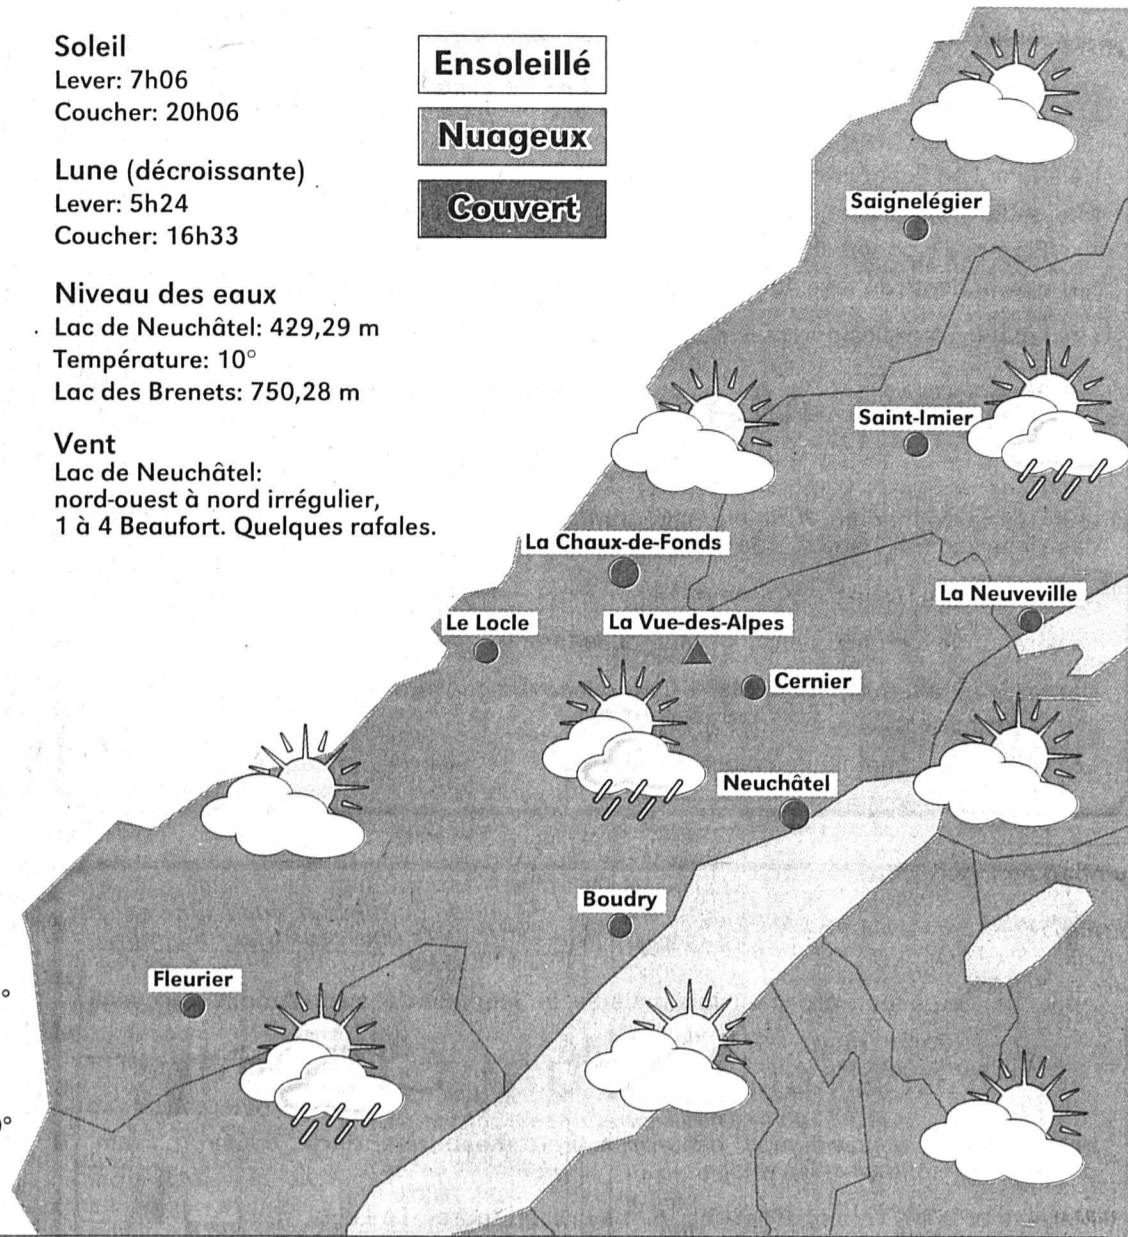 Soleil
Lever: 7h06
Coucher: 20h06
Lune (décroissante)
Lever: 5h24
Coucher: 16h33
Niveau des eaux
Lac de Neuchâtel: 429,29 m
Température: 10°
Lac des Brenets: 750,28 m
Vent
Lac de Neuchâtel:
nord-ouest à nord irrégulier,
1 à 4 Beaufort. Quelques rafales.
Ensoleillé
Nuageux
Couvert
Saignelégier
Saint-Imier
La Chaux-de-Fonds
La Neuveville
Le Locle
La Vue-des-Alpes
Cernier
Neuchâtel
Boudry
Fleurier